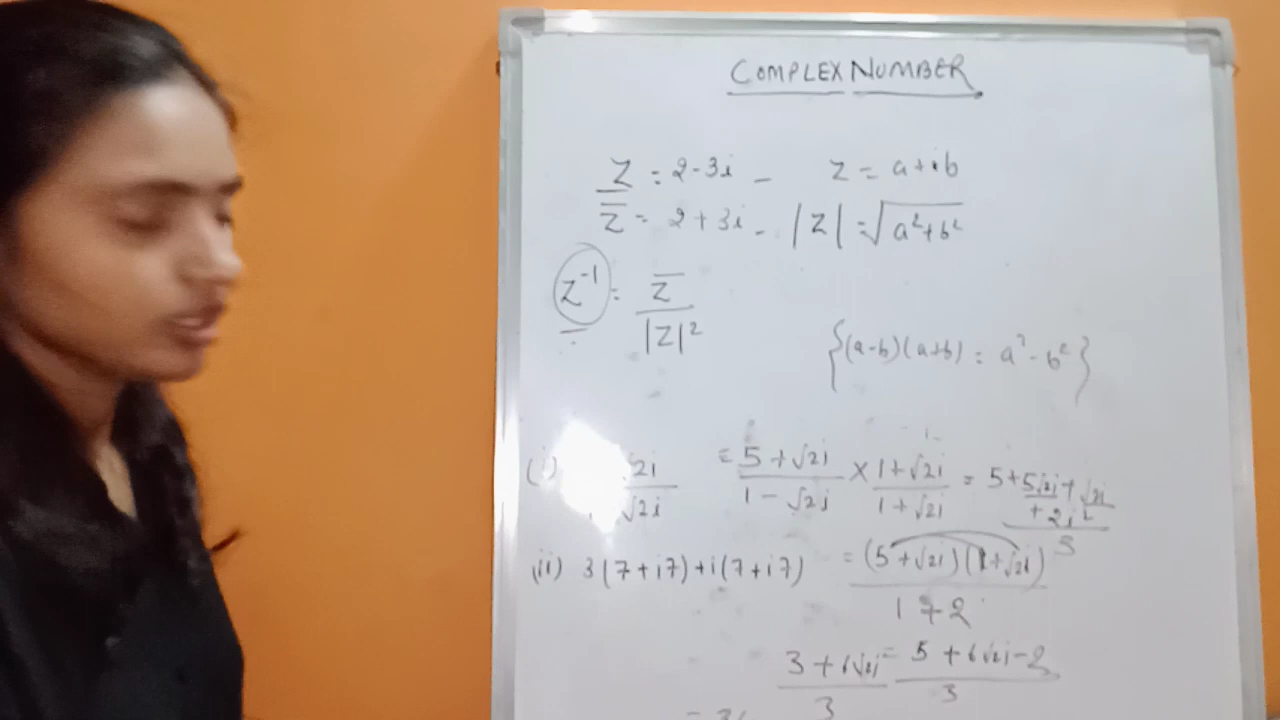 COMPLEX NUMBER
Z = 2-3i - z = a+ib
z̅ = 2+3i - |Z| = √a²+b²
z⁻¹ = z̅/|Z|²
{(a-b)(a+b) = a²-b²}
(i) 2i/√2i = 5+√2i/1-√2i × 1+√2i/1+√2i = 5+5√2i+√2i+2i²/3
(ii) 3(7+i7)+i(7+i7) = (5+√2i)(1+√2i)/1+2
3+6√2i/3 = 5+6√2i-2/3